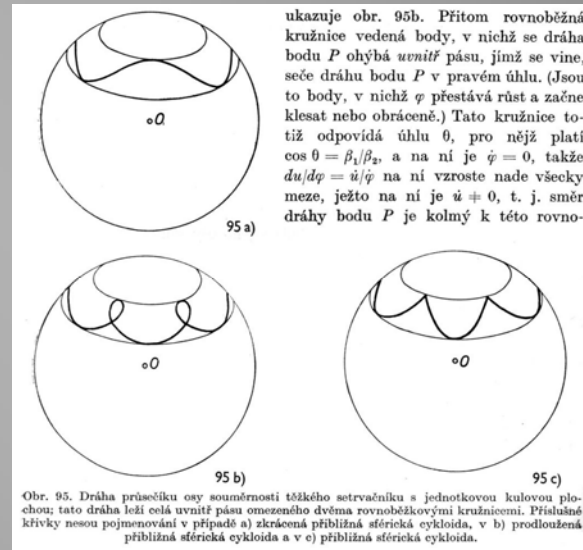 ukazuje obr. 95b. Přitom rovnoběžná
kružnice vedená body, v nichž se dráha
bodu P ohýbá uvnitř pásu, jímž se vine,
seče dráhu bodu P v pravém úhlu. (Jsou
to body, v nichž φ přestává růst a začne
klesat nebo obráceně.) Tato kružnice to-
tiž odpovídá úhlu θ, pro nějž platí
cos θ = β₁/β₂, a na ní je φ̇ = 0, takže
du/dφ = u̇/φ̇ na ní vzroste nade všecky
meze, ježto na ní je u̇ ≠ 0, t. j. směr
dráhy bodu P je kolmý k této rovno-
O
95 a)
O
95 b)
O
95 c)
Obr. 95. Dráha průsečíku osy souměrnosti těžkého setrvačníku s jednotkovou kulovou plo-
chou; tato dráha leží celá uvnitř pásu omezeného dvěma rovnoběžkovými kružnicemi. Příslušné
křivky nesou pojmenování v případě a) zkrácená přibližná sférická cykloida, v b) prodloužená
přibližná sférická cykloida a v c) přibližná sférická cykloida.